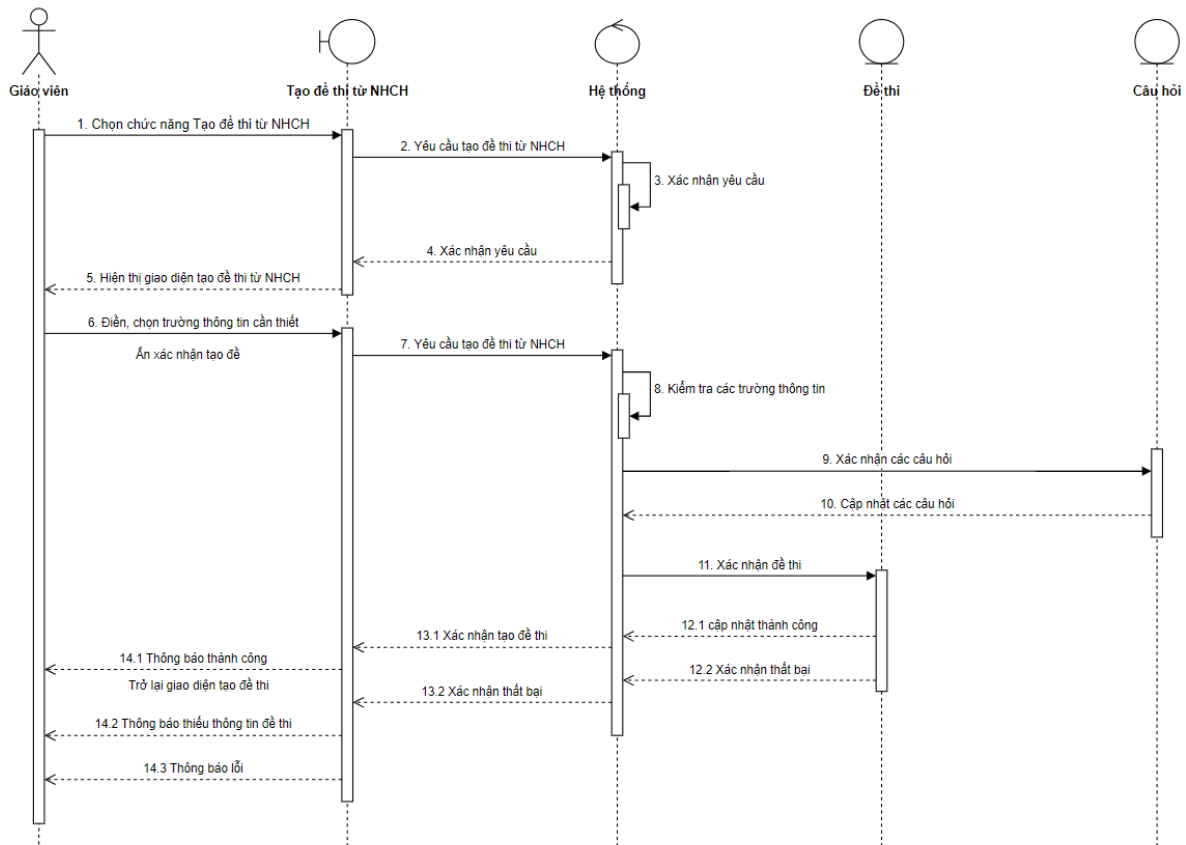 Giáo viên
Tạo đề thi từ NHCH
Hệ thống
Đề thi
Câu hỏi
1. Chọn chức năng Tạo đề thi từ NHCH
2. Yêu cầu tạo đề thi từ NHCH
3. Xác nhận yêu cầu
4. Xác nhận yêu cầu
5. Hiện thị giao diện tạo đề thi từ NHCH
6. Điền, chọn trường thông tin cần thiết
Ấn xác nhận tạo đề
7. Yêu cầu tạo đề thi từ NHCH
8. Kiểm tra các trường thông tin
9. Xác nhận các câu hỏi
10. Cập nhật các câu hỏi
11. Xác nhận đề thi
12.1 cập nhật thành công
13.1 Xác nhận tạo đề thi
14.1 Thông báo thành công
Trở lại giao diện tạo đề thi
12.2 Xác nhận thất bại
13.2 Xác nhận thất bại
14.2 Thông báo thiếu thông tin đề thi
14.3 Thông báo lỗi